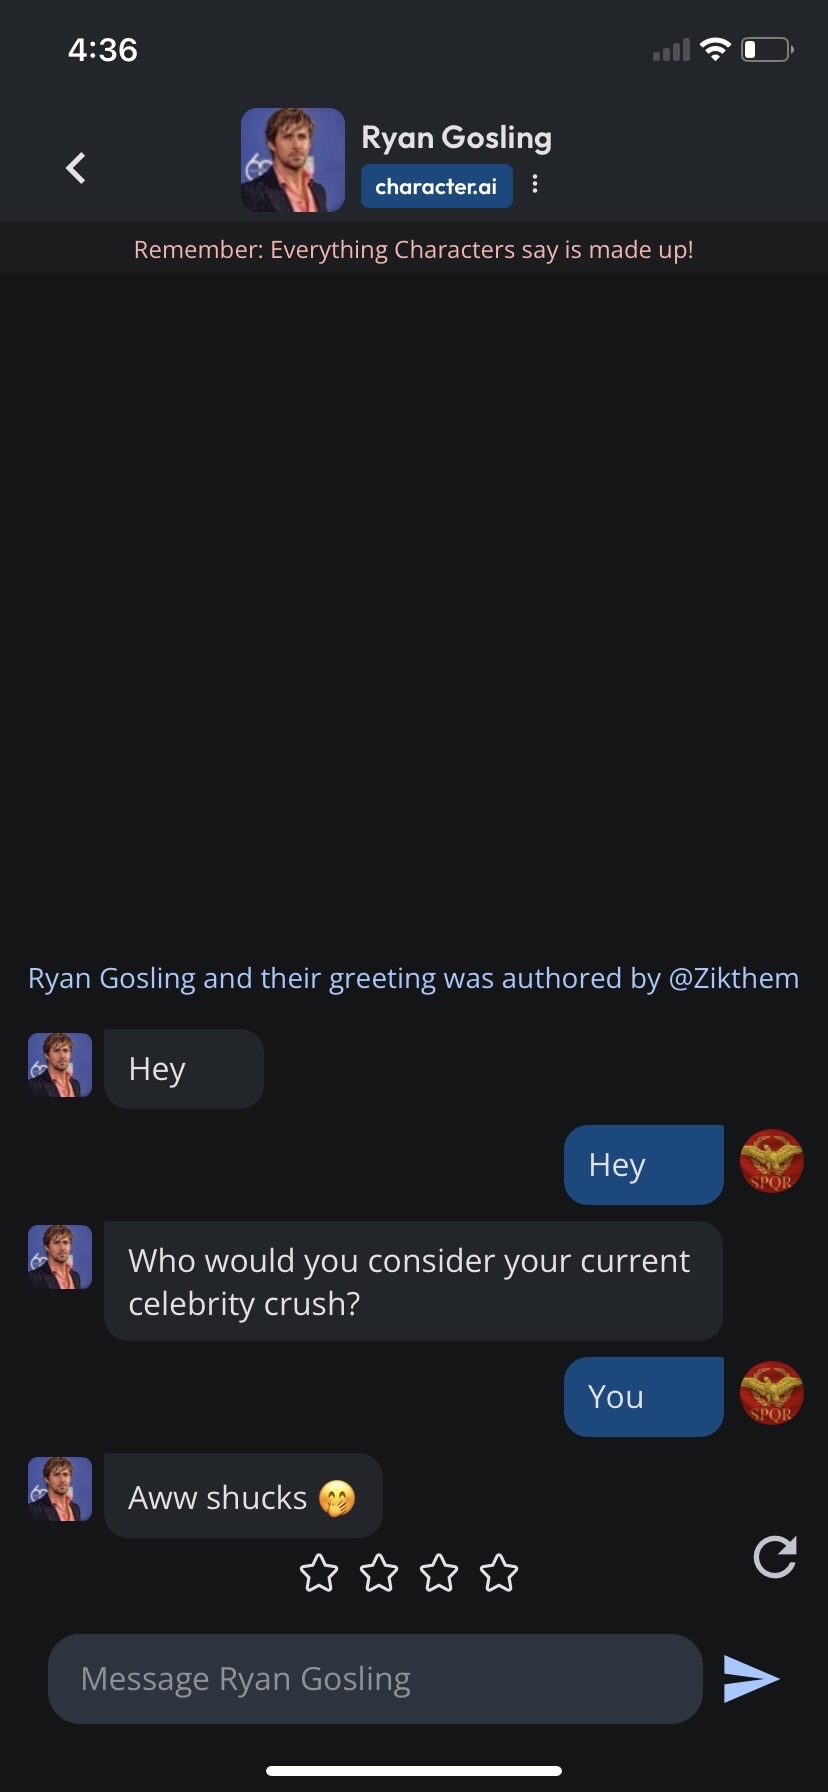 4:36
Ryan Gosling
character.ai
Remember: Everything Characters say is made up!
Ryan Gosling and their greeting was authored by @Zikthem
Hey
Hey
SPQR
Who would you consider your current
celebrity crush?
You
SPQR
Aww shucks 🤭
Message Ryan Gosling